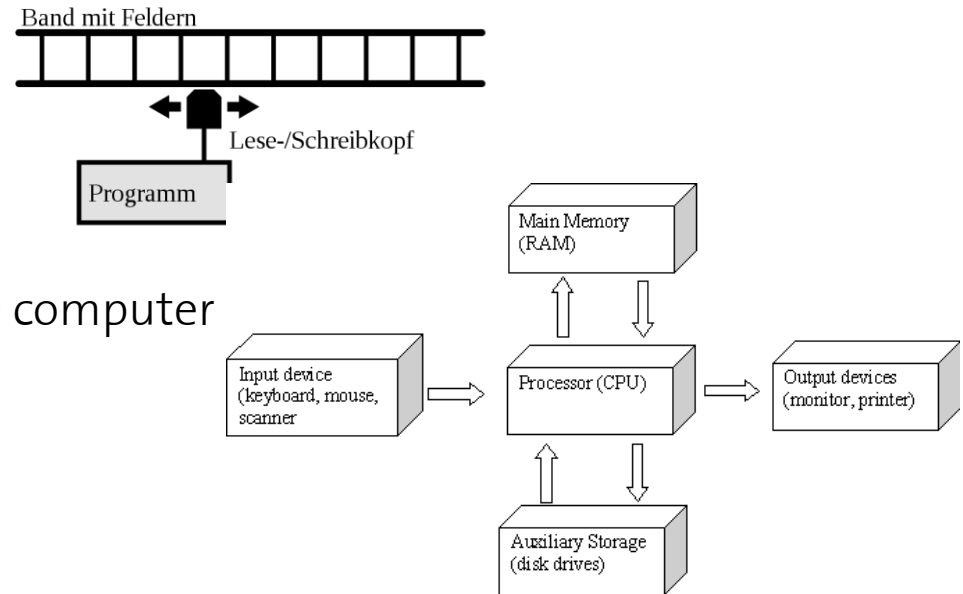 Band mit Feldern
Lese-/Schreibkopf
Programm
computer
Main Memory
(RAM)
Input device
(keyboard, mouse,
scanner
Processor (CPU)
Output devices
(monitor, printer)
Auxiliary Storage
(disk drives)